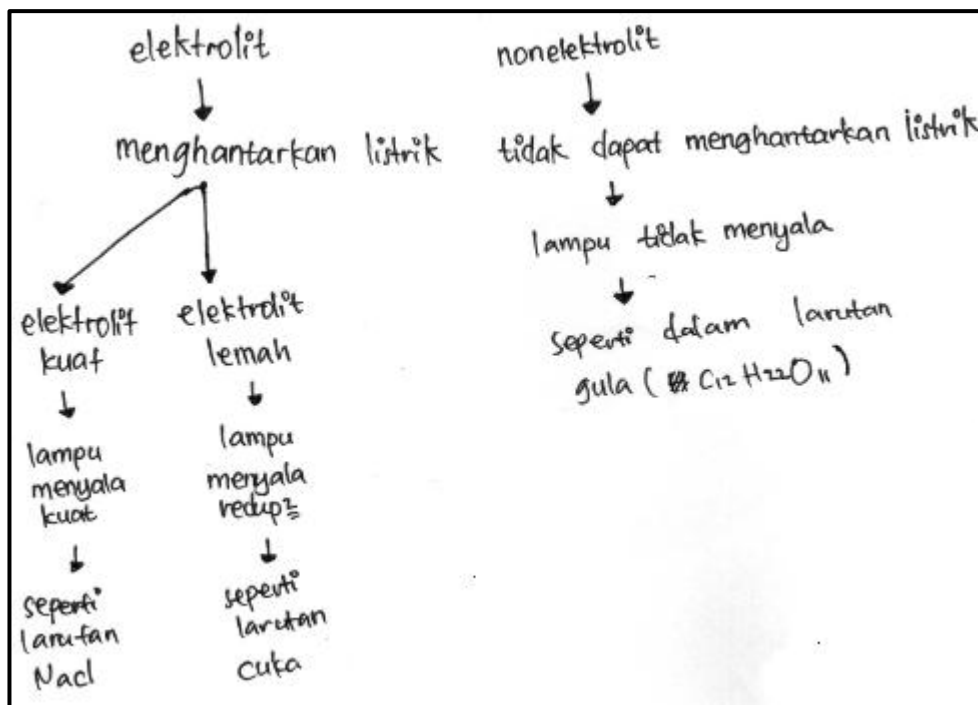 elektrolit
menghantarkan listrik
elektrolit
kuat
lampu
menyala
kuat
seperti
larutan
Nacl
elektrolit
lemah
lampu
menyala
redup2
seperti
larutan
cuka
nonelektrolit
tidak dapat menghantarkan listrik
lampu tidak menyala
seperti dalam larutan
gula ( C12H22O11 )